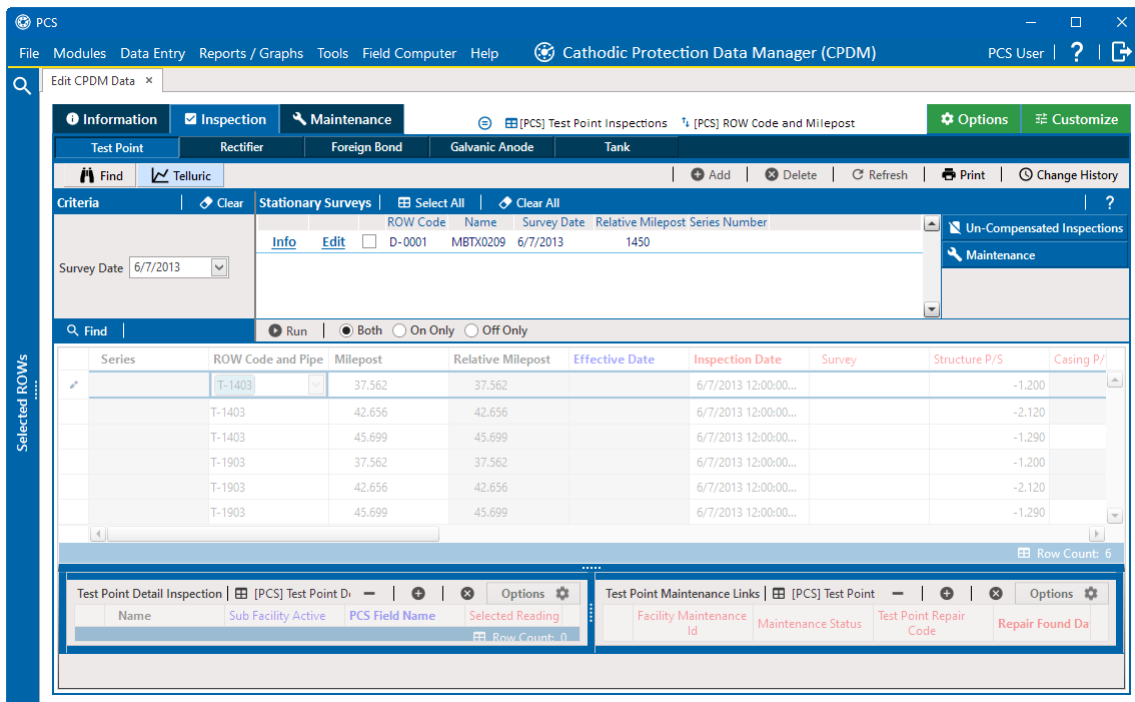 PCS
File Modules Data Entry Reports / Graphs Tools Field Computer Help Cathodic Protection Data Manager (CPDM) PCS User | ? |
Edit CPDM Data ×
Information Inspection Maintenance [PCS] Test Point Inspections [PCS] ROW Code and Milepost Options Customize
Test Point Rectifier Foreign Bond Galvanic Anode Tank
Find Telluric | Add | Delete | Refresh | Print | Change History
Criteria | Clear Stationary Surveys | Select All | Clear All | ?
ROW Code Name Survey Date Relative Milepost Series Number
Info Edit D-0001 MBTX0209 6/7/2013 1450
Un-Compensated Inspections
Maintenance
Survey Date 6/7/2013
Find | Run | Both On Only Off Only
Selected ROWs
Series ROW Code and Pipe Milepost Relative Milepost Effective Date Inspection Date Survey Structure P/S Casing P/
T-1403 37.562 37.562 6/7/2013 12:00:00... -1.200
T-1403 42.656 42.656 6/7/2013 12:00:00... -2.120
T-1403 45.699 45.699 6/7/2013 12:00:00... -1.290
T-1903 37.562 37.562 6/7/2013 12:00:00... -1.200
T-1903 42.656 42.656 6/7/2013 12:00:00... -2.120
T-1903 45.699 45.699 6/7/2013 12:00:00... -1.290
Row Count: 6
Test Point Detail Inspection | [PCS] Test Point D | Options
Name Sub Facility Active PCS Field Name Selected Reading
Row Count: 0
Test Point Maintenance Links | [PCS] Test Point | Options
Facility Maintenance Id Maintenance Status Test Point Repair Code Repair Found Da